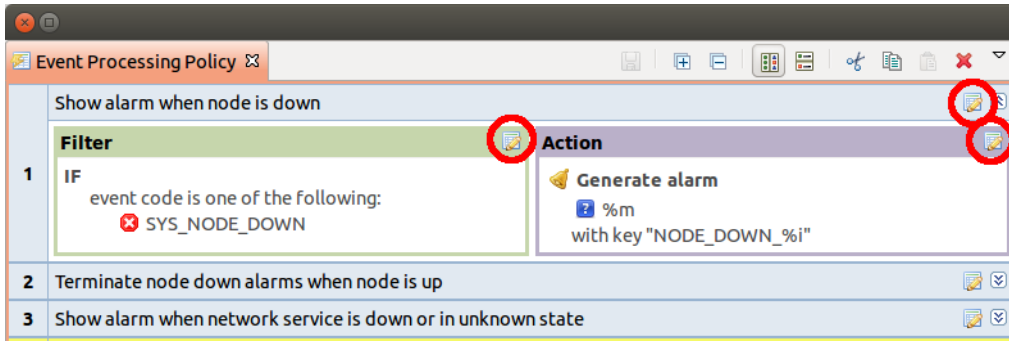 Event Processing Policy
Show alarm when node is down
Filter
Action
1
IF
event code is one of the following:
SYS_NODE_DOWN
Generate alarm
%m
with key "NODE_DOWN_%i"
2 Terminate node down alarms when node is up
3 Show alarm when network service is down or in unknown state